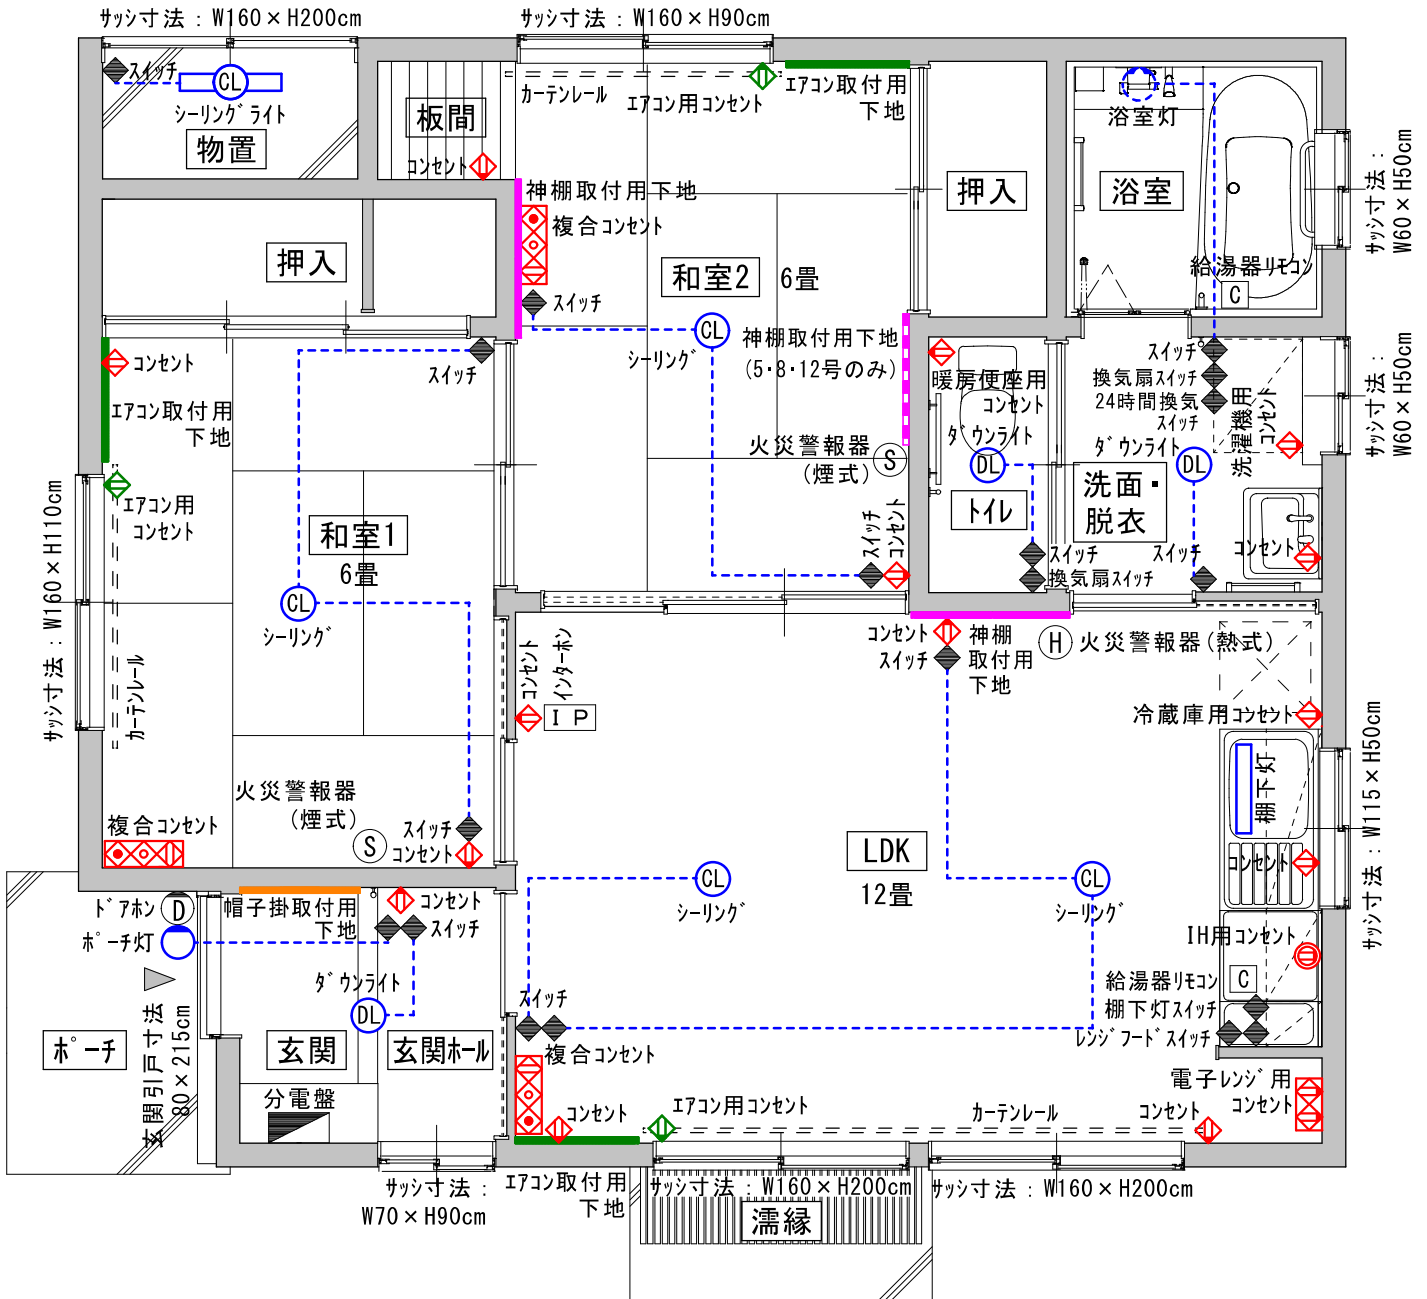 サッシ寸法：W160×H200cm
サッシ寸法：W160×H90cm
スイッチ
CL
シーリングライト
物置
板間
コンセント
カーテンレール
エアコン用コンセント
エアコン取付用
下地
押入
浴室灯
浴室
サッシ寸法：
W60×H50cm
給湯器リモコン
C
神棚取付用下地
複合コンセント
スイッチ
和室2
6畳
CL
シーリング
神棚取付用下地
(5・8・12号のみ)
火災警報器
(煙式)
S
スイッチ
コンセント
押入
コンセント
スイッチ
エアコン取付用
下地
エアコン用
コンセント
サッシ寸法：W160×H110cm
カーテンレール
和室1
6畳
CL
シーリング
火災警報器
(煙式)
S
複合コンセント
スイッチ
コンセント
暖房便座用
コンセント
ダウンライト
DL
トイレ
スイッチ
換気扇スイッチ
スイッチ
換気扇スイッチ
24時間換気
スイッチ
洗濯機用
コンセント
サッシ寸法：
W60×H50cm
ダウンライト
DL
洗面・
脱衣
スイッチ
コンセント
コンセント
インターホン
IP
コンセント
スイッチ
神棚
取付用
下地
H
火災警報器(熱式)
冷蔵庫用コンセント
棚下灯
コンセント
サッシ寸法：W115×H50cm
LDK
12畳
CL
シーリング
CL
シーリング
IH用コンセント
給湯器リモコン
C
棚下灯スイッチ
レンジフードスイッチ
電子レンジ用
コンセント
ドアホン
D
ポーチ灯
帽子掛取付用
下地
コンセント
スイッチ
ダウンライト
DL
ポーチ
玄関引戸寸法
80×215cm
玄関
玄関ホール
分電盤
スイッチ
複合コンセント
コンセント
エアコン用コンセント
カーテンレール
コンセント
サッシ寸法：
W70×H90cm
エアコン取付用
下地
サッシ寸法：W160×H200cm
サッシ寸法：W160×H200cm
濡縁